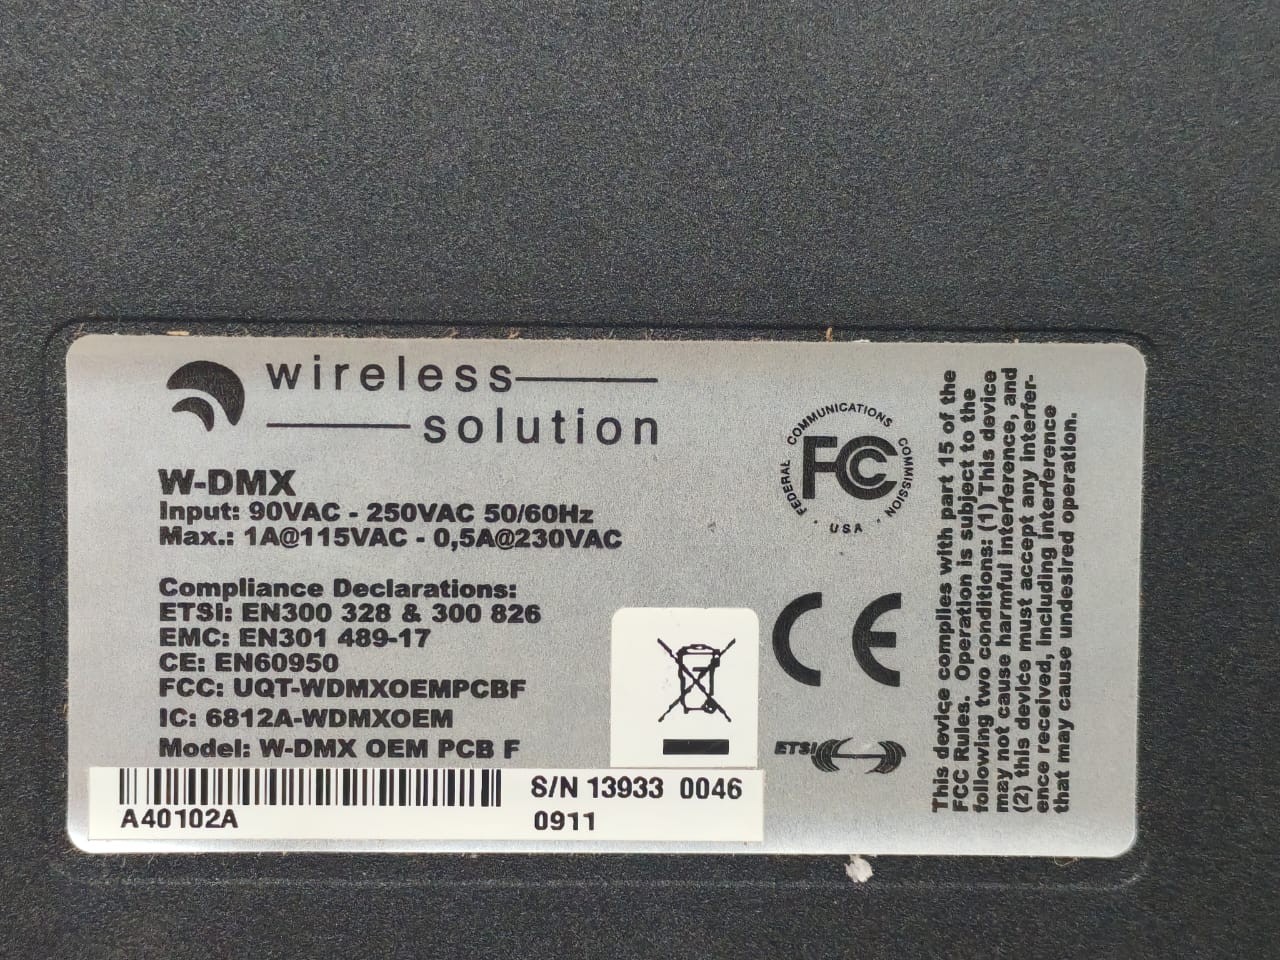 wireless
solution
W-DMX
Input: 90VAC - 250VAC 50/60Hz
Max.: 1A@115VAC - 0,5A@230VAC
Compliance Declarations:
ETSI: EN300 328 & 300 826
EMC: EN301 489-17
CE: EN60950
FCC: UQT-WDMXOEMPCBF
IC: 6812A-WDMXOEM
Model: W-DMX OEM PCB F
S/N 13933 0046
A40102A
0911
FEDERAL COMMUNICATIONS COMMISSION
FCC
· USA ·
CE
ETSI
This device complies with part 15 of the
FCC Rules. Operation is subject to the
following two conditions: (1) This device
may not cause harmful interference, and
(2) this device must accept any interfer-
ence received, including interference
that may cause undesired operation.